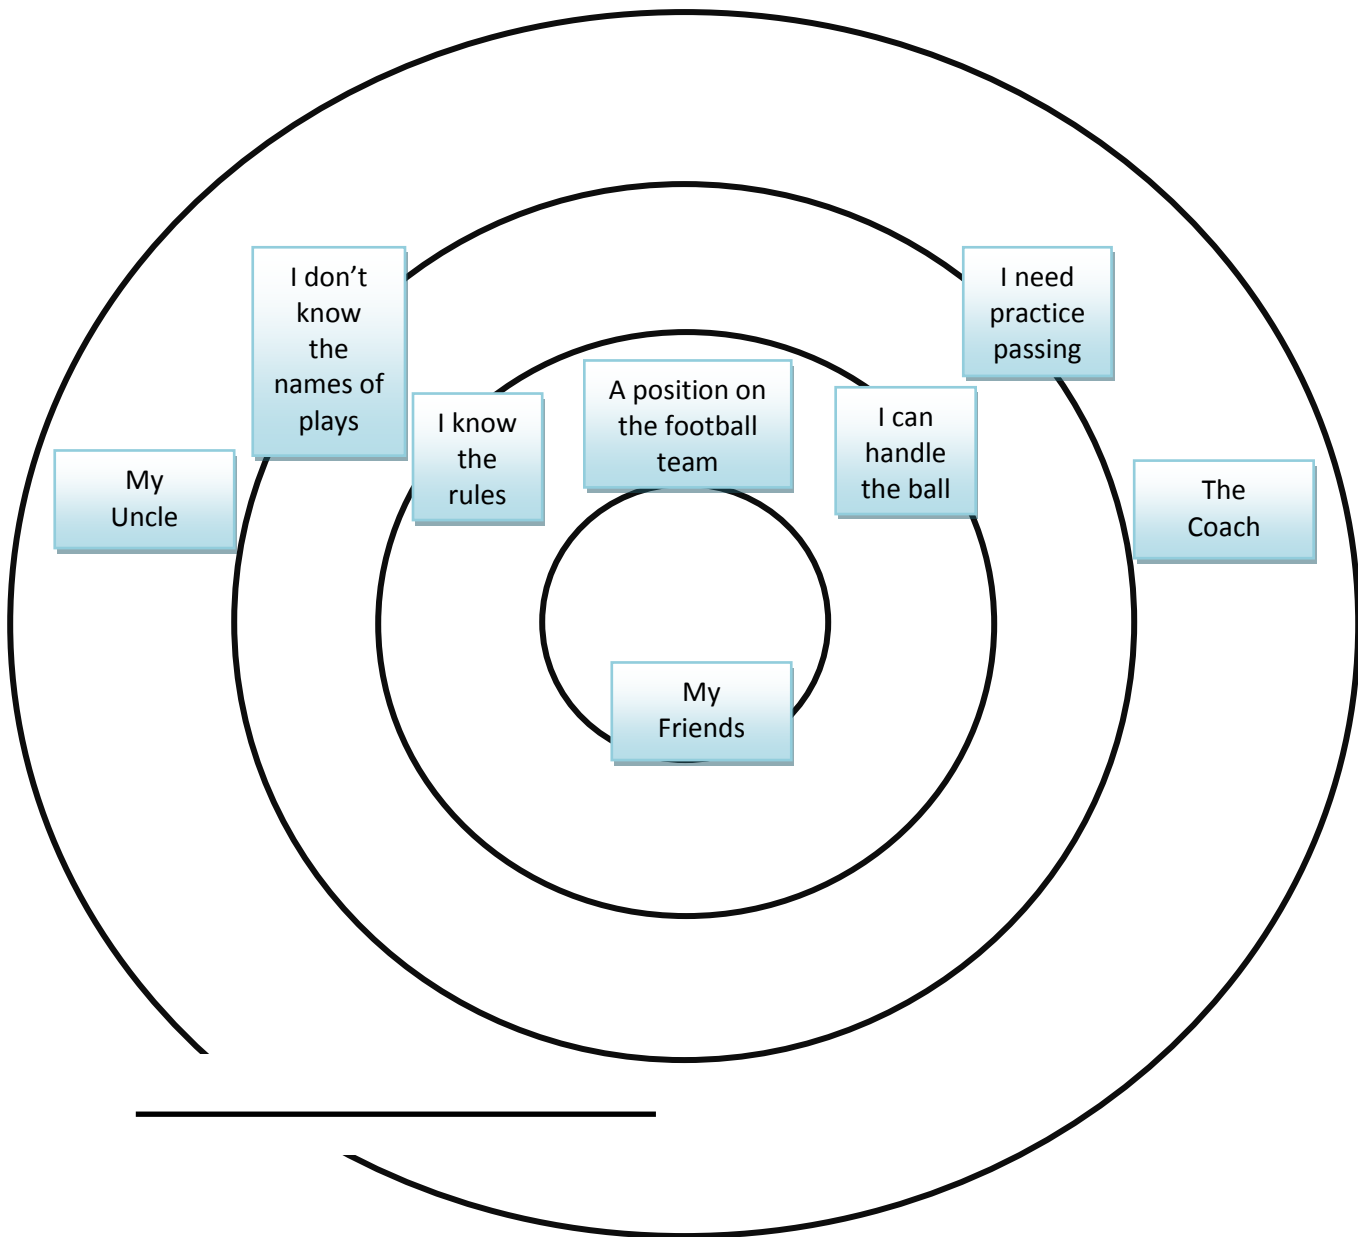 I don’t
know
the
names of
plays
I need
practice
passing
A position on
the football
team
I know
the
rules
I can
handle
the ball
My
Uncle
The
Coach
My
Friends